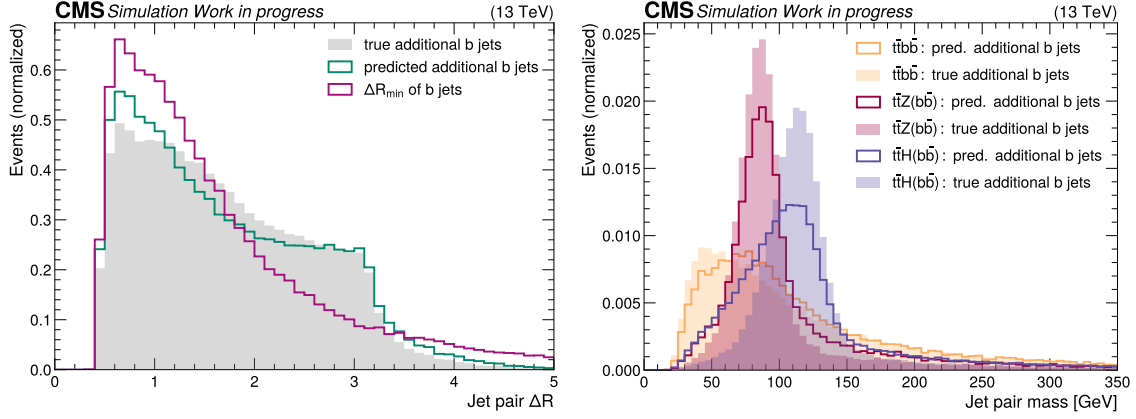 CMS Simulation Work in progress (13 TeV)
Events (normalized)
true additional b jets
predicted additional b jets
ΔRmin of b jets
0.6
0.5
0.4
0.3
0.2
0.1
0.0
0 1 2 3 4 5
Jet pair ΔR
CMS Simulation Work in progress (13 TeV)
Events (normalized)
tt̄bb̄: pred. additional b jets
tt̄bb̄: true additional b jets
tt̄Z(bb̄): pred. additional b jets
tt̄Z(bb̄): true additional b jets
tt̄H(bb̄): pred. additional b jets
tt̄H(bb̄): true additional b jets
0.025
0.020
0.015
0.010
0.005
0.000
0 50 100 150 200 250 300 350
Jet pair mass [GeV]